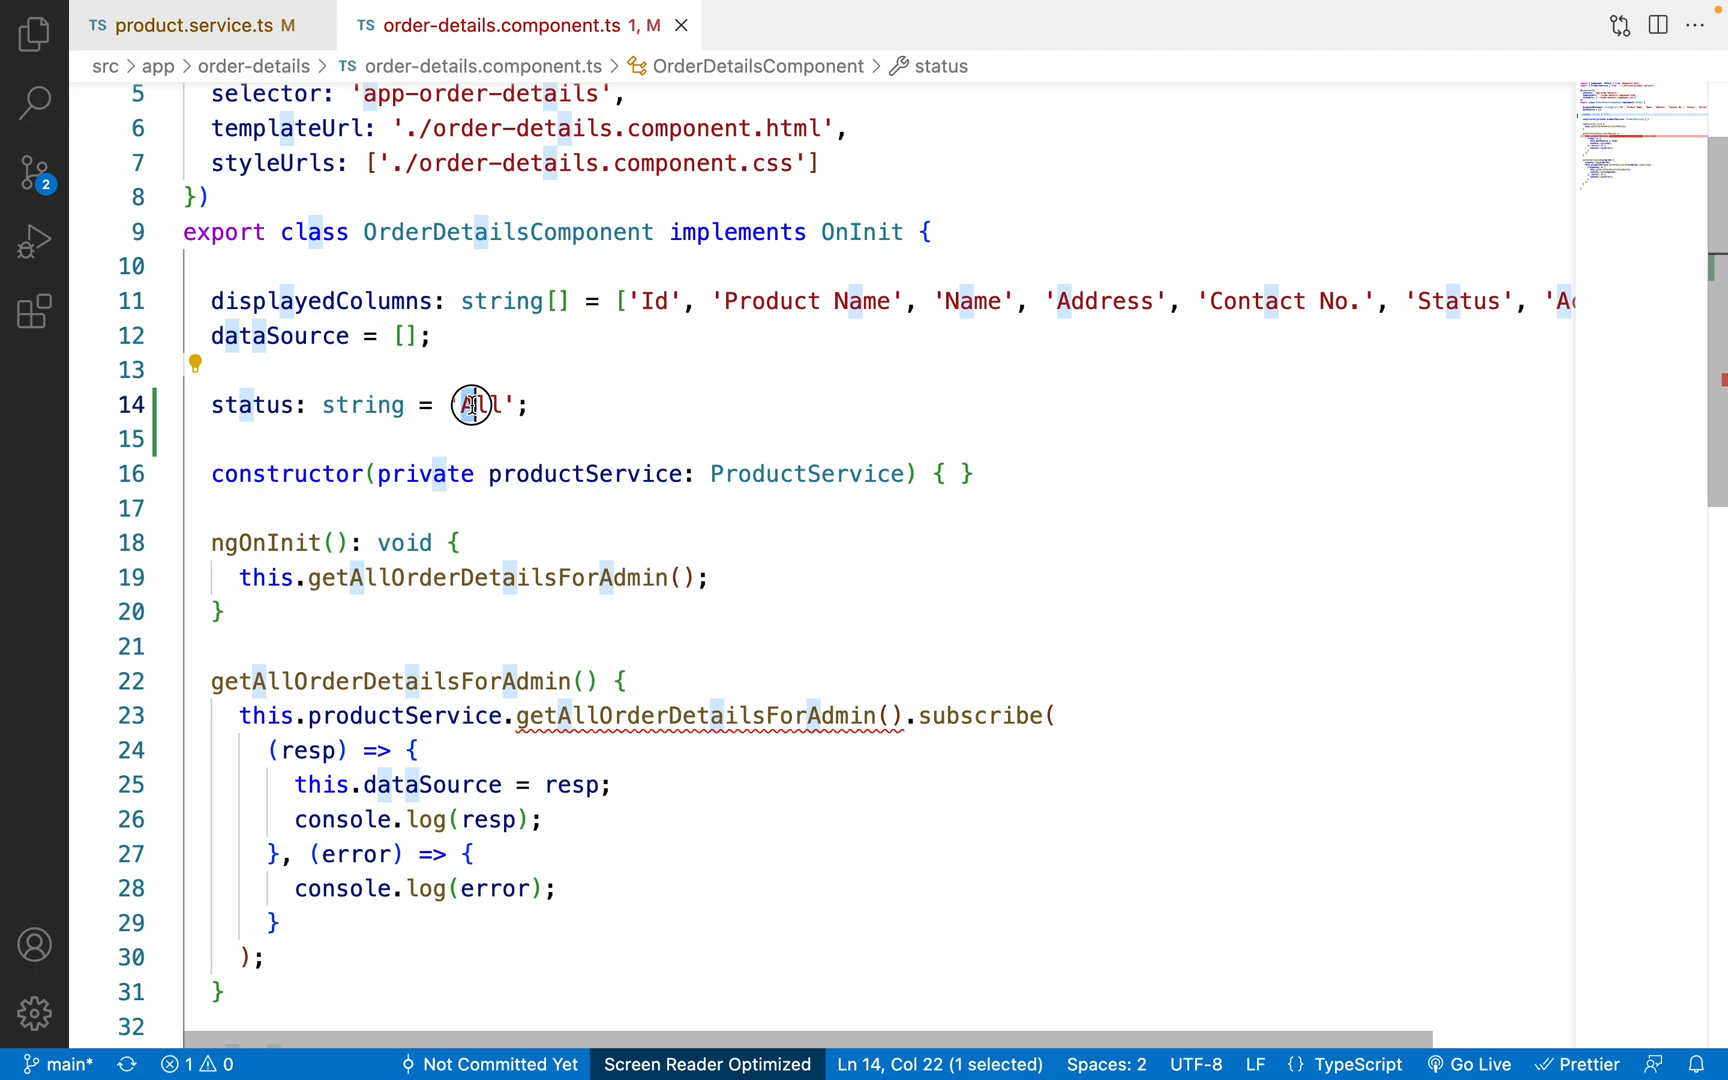 TS product.service.ts M TS order-details.component.ts 1, M
src > app > order-details > TS order-details.component.ts > OrderDetailsComponent > status
5 selector: 'app-order-details',
6 templateUrl: './order-details.component.html',
7 styleUrls: ['./order-details.component.css']
8 })
9 export class OrderDetailsComponent implements OnInit {
10
11 displayedColumns: string[] = ['Id', 'Product Name', 'Name', 'Address', 'Contact No.', 'Status', 'Ac
12 dataSource = [];
13
14 status: string = 'All';
15
16 constructor(private productService: ProductService) { }
17
18 ngOnInit(): void {
19 this.getAllOrderDetailsForAdmin();
20 }
21
22 getAllOrderDetailsForAdmin() {
23 this.productService.getAllOrderDetailsForAdmin().subscribe(
24 (resp) => {
25 this.dataSource = resp;
26 console.log(resp);
27 }, (error) => {
28 console.log(error);
29 }
30 );
31 }
32
2
main* 1 0 Not Committed Yet Screen Reader Optimized Ln 14, Col 22 (1 selected) Spaces: 2 UTF-8 LF {} TypeScript Go Live Prettier